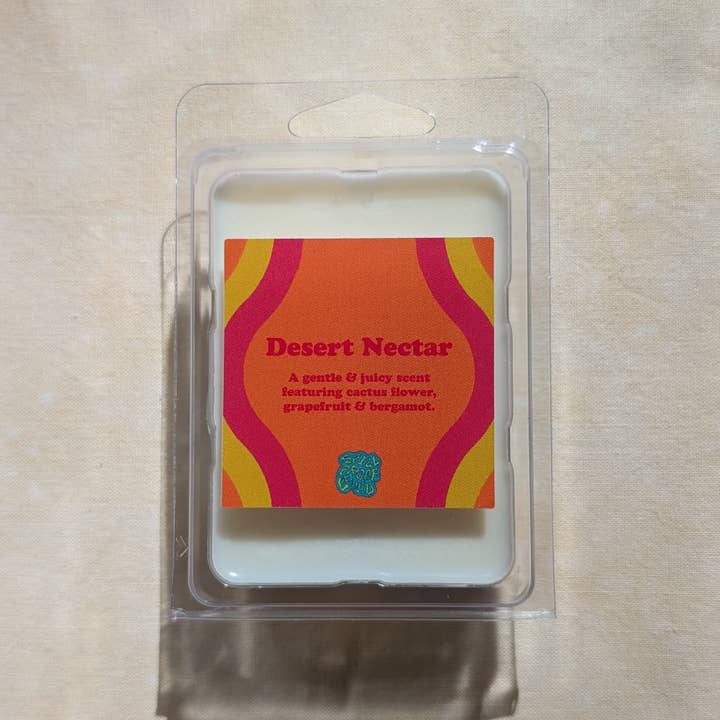 Desert Nectar
A gentle & juicy scent
featuring cactus flower,
grapefruit & bergamot.